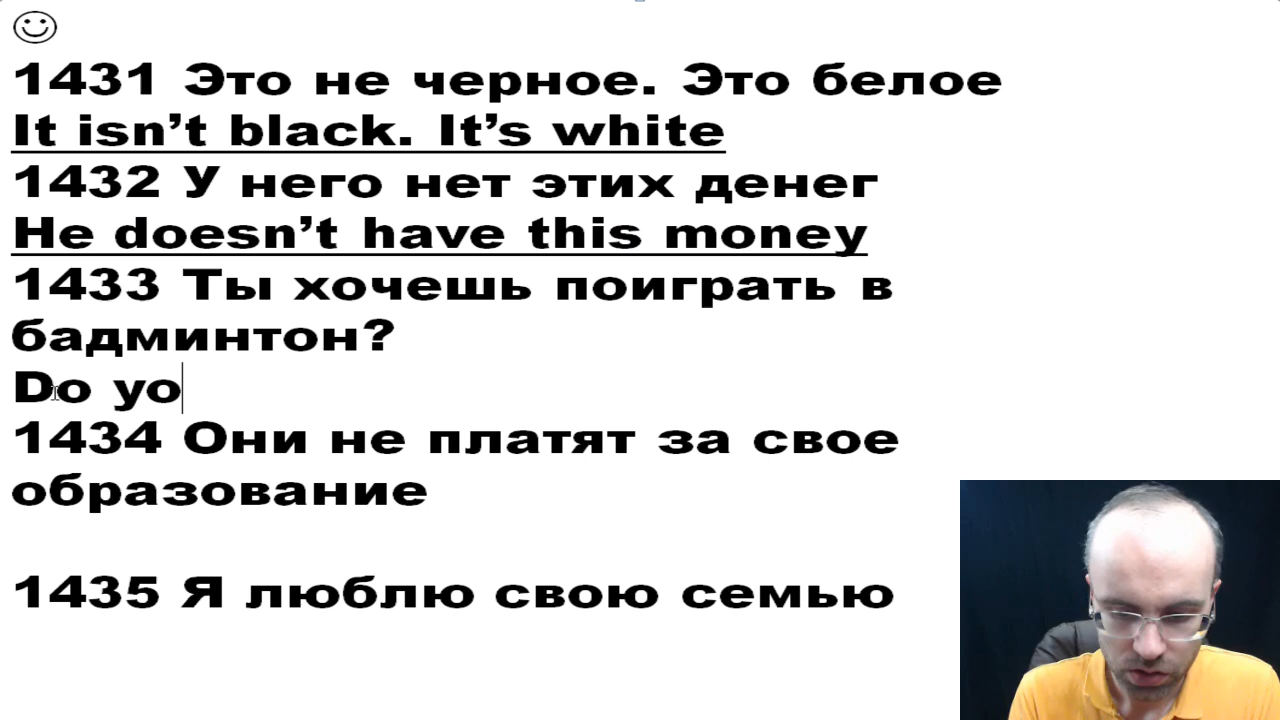 1431 Это не черное. Это белое
It isn’t black. It’s white
1432 У него нет этих денег
He doesn’t have this money
1433 Ты хочешь поиграть в
бадминтон?
Do yo
1434 Они не платят за свое
образование
1435 Я люблю свою семью